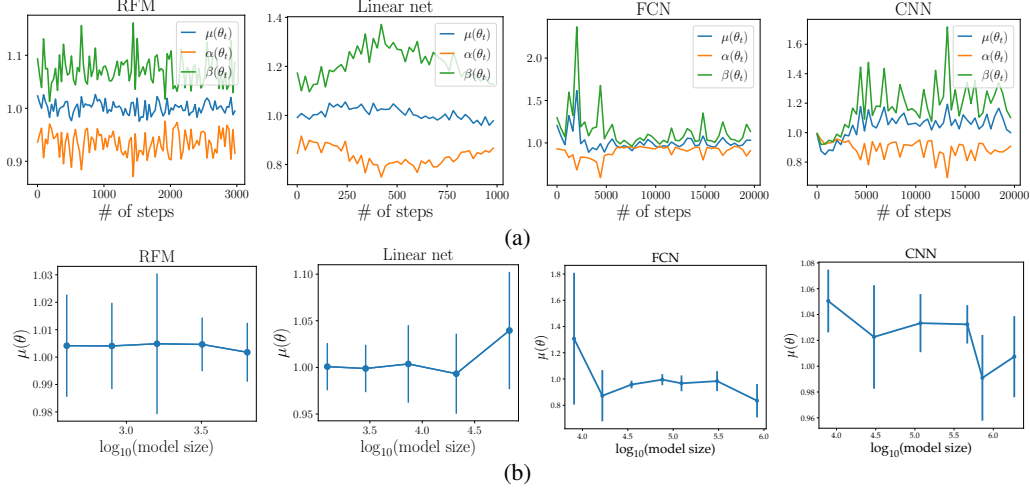 RFM
Linear net
FCN
CNN
1.1
1.0
0.9
0
1000
2000
3000
# of steps
μ(θₜ)
α(θₜ)
β(θₜ)
1.4
1.2
1.0
0.8
0
250
500
750
1000
# of steps
μ(θₜ)
α(θₜ)
β(θₜ)
2.0
1.5
1.0
0
5000
10000
15000
20000
# of steps
μ(θₜ)
α(θₜ)
β(θₜ)
1.6
1.4
1.2
1.0
0.8
0
5000
10000
15000
20000
# of steps
μ(θₜ)
α(θₜ)
β(θₜ)
(a)
RFM
Linear net
FCN
CNN
μ(θ)
1.03
1.02
1.01
1.00
0.99
0.98
3.0
3.5
log₁₀(model size)
μ(θ)
1.10
1.05
1.00
0.95
3.5
4.0
4.5
log₁₀(model size)
μ(θ)
1.8
1.6
1.4
1.2
1.0
0.8
4.0
4.5
5.0
5.5
6.0
log₁₀(model size)
μ(θ)
1.08
1.06
1.04
1.02
1.00
0.98
0.96
4.0
4.5
5.0
5.5
6.0
log₁₀(model size)
(b)